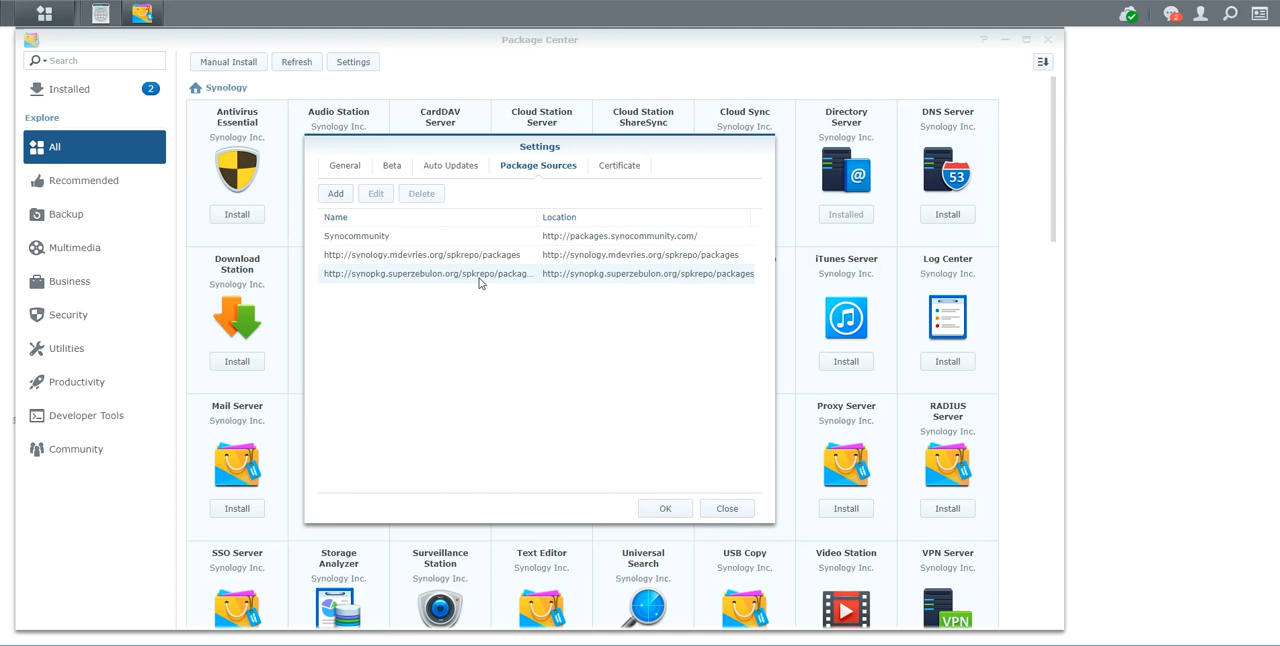 2
Package Center
Search
Manual Install
Refresh
Settings
Installed
2
Synology
Explore
All
Recommended
Backup
Multimedia
Business
Security
Utilities
Productivity
Developer Tools
Community
Antivirus
Essential
Synology Inc.
Install
Audio Station
Synology Inc.
CardDAV
Server
Cloud Station
Server
Cloud Station
ShareSync
Cloud Sync
Synology Inc.
Directory
Server
Synology Inc.
@
Installed
DNS Server
Synology Inc.
53
Install
Settings
General
Beta
Auto Updates
Package Sources
Certificate
Add
Edit
Delete
Name
Location
Synocommunity
http://packages.synocommunity.com/
http://synology.mdevries.org/spkrepo/packages
http://synology.mdevries.org/spkrepo/packages
http://synopkg.superzebulon.org/spkrepo/packag...
http://synopkg.superzebulon.org/spkrepo/packages
OK
Close
Download
Station
Synology Inc.
Install
iTunes Server
Synology Inc.
Install
Log Center
Synology Inc.
Install
Mail Server
Synology Inc.
Install
Proxy Server
Synology Inc.
Install
RADIUS
Server
Synology Inc.
Install
SSO Server
Synology Inc.
Storage
Analyzer
Synology Inc.
Surveillance
Station
Synology Inc.
Text Editor
Synology Inc.
Universal
Search
Synology Inc.
USB Copy
Synology Inc.
Video Station
Synology Inc.
VPN Server
Synology Inc.
VPN